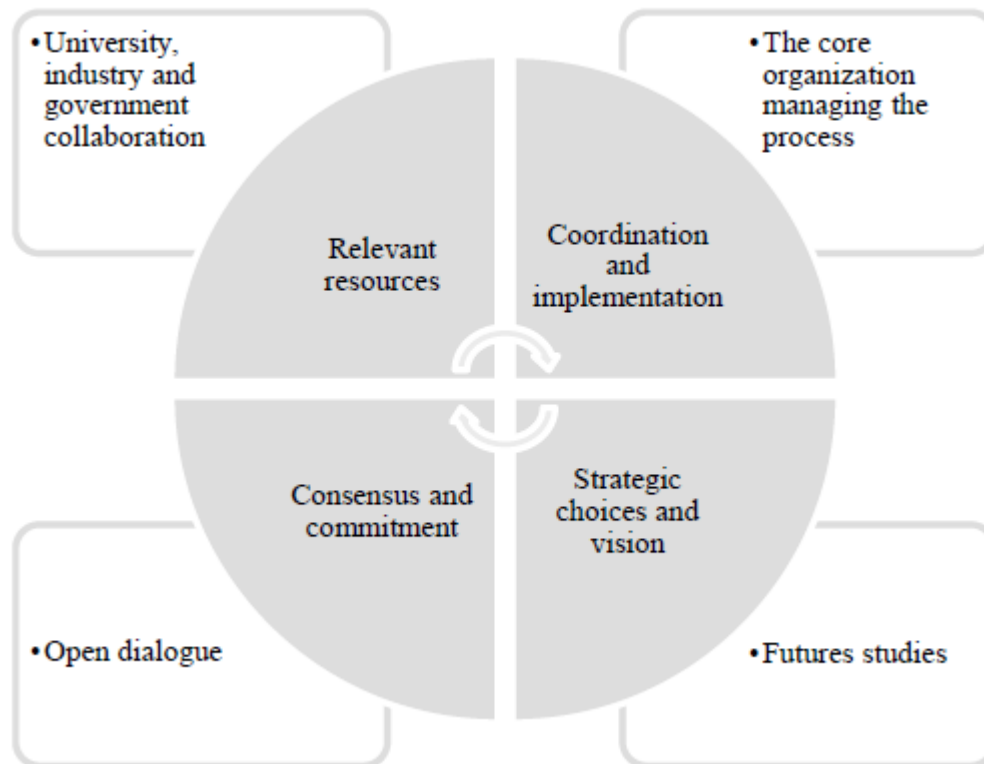 •University,
industry and
government
collaboration
•The core
organization
managing the
process
Relevant
resources
Coordination
and
implementation
Consensus and
commitment
Strategic
choices and
vision
•Open dialogue
•Futures studies